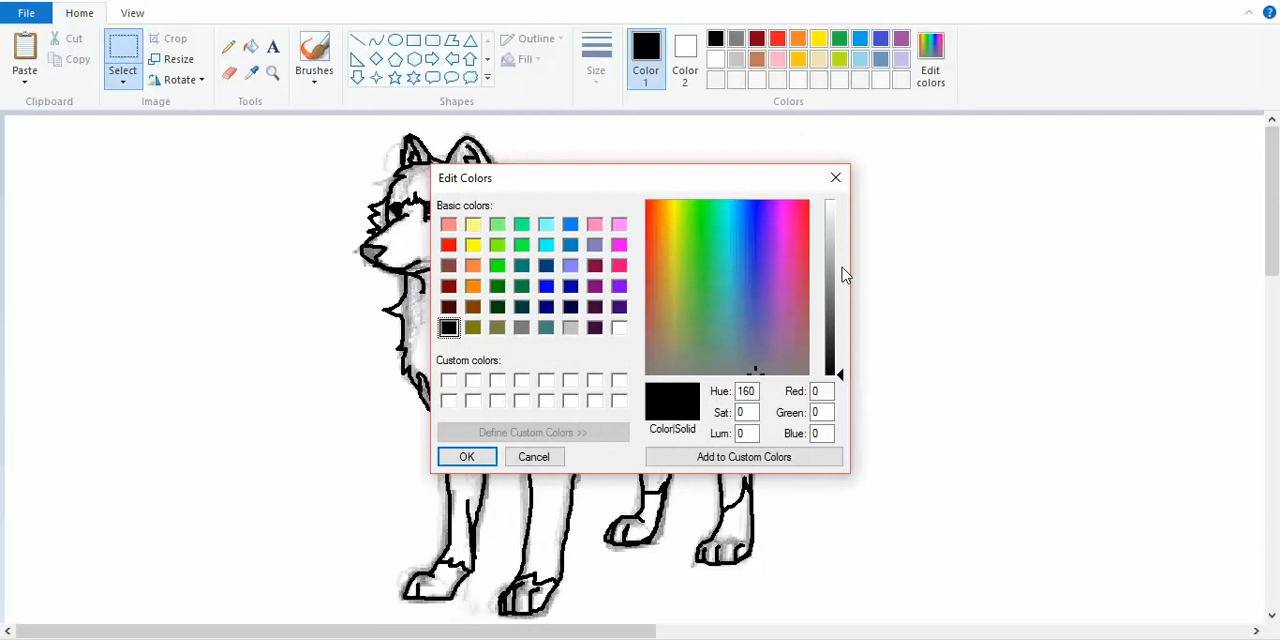 File Home View
Paste Cut Copy Clipboard
Select Crop Resize Rotate Image
Tools
Brushes
Outline Fill Shapes
Size
Color 1 Color 2 Edit colors Colors
Edit Colors
Basic colors:
Custom colors:
Define Custom Colors >>
OK Cancel
Color|Solid
Hue: 160 Red: 0
Sat: 0 Green: 0
Lum: 0 Blue: 0
Add to Custom Colors